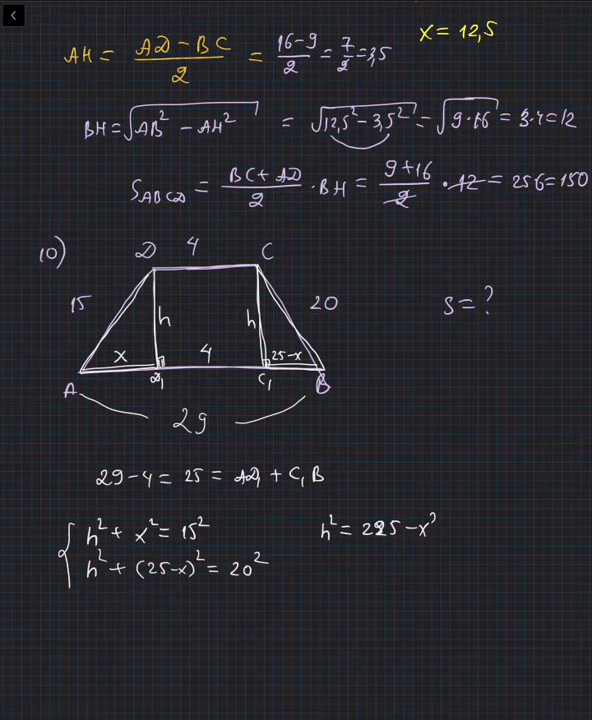 x = 12,5
AH = (AD - BC)/2 = (16-9)/2 = 7/2 = 3,5
BH = √(AB² - AH²) = √(12,5² - 3,5²) = √(9·16) = 3·4 = 12
S_ABCD = (BC + AD)/2 · BH = (9+16)/2 · 12 = 25·6 = 150
10)
D 4 C
15 h h 20 S = ?
x 4 25-x
A D₁ C₁ B
29
29 - 4 = 25 = AD₁ + C₁B
h² + x² = 15² h² = 225 - x²
h² + (25-x)² = 20²